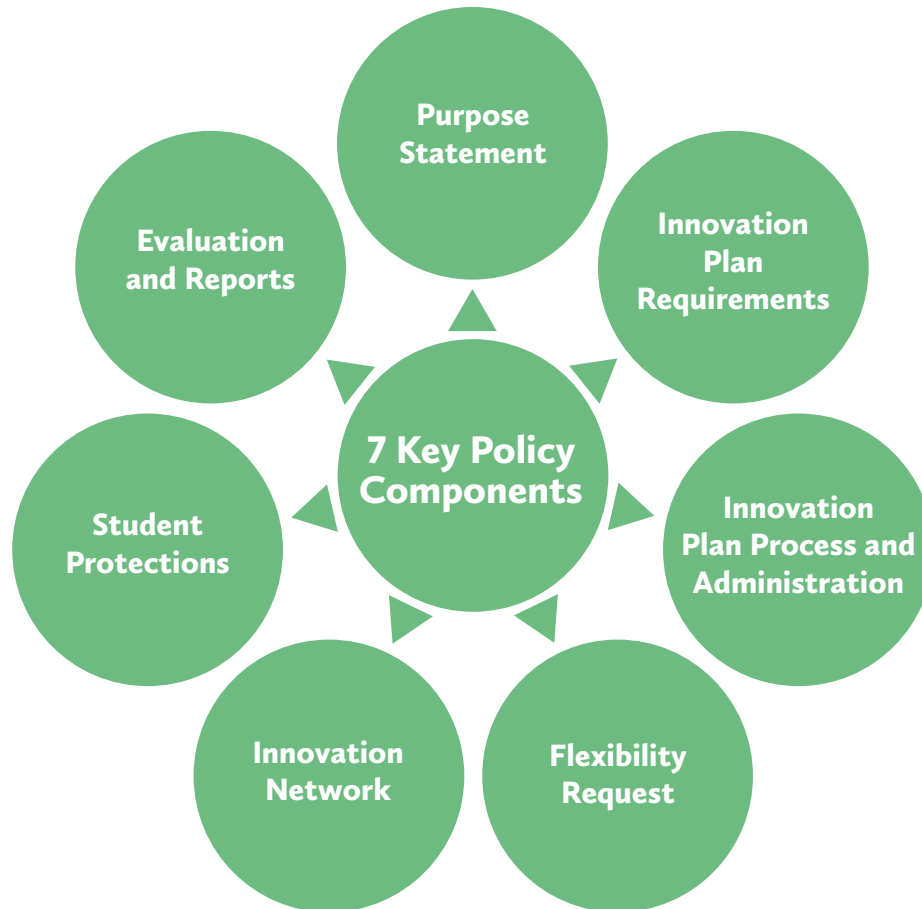 Purpose
Statement
Innovation
Plan
Requirements
Innovation
Plan Process and
Administration
Flexibility
Request
Innovation
Network
Student
Protections
Evaluation
and Reports
7 Key Policy
Components